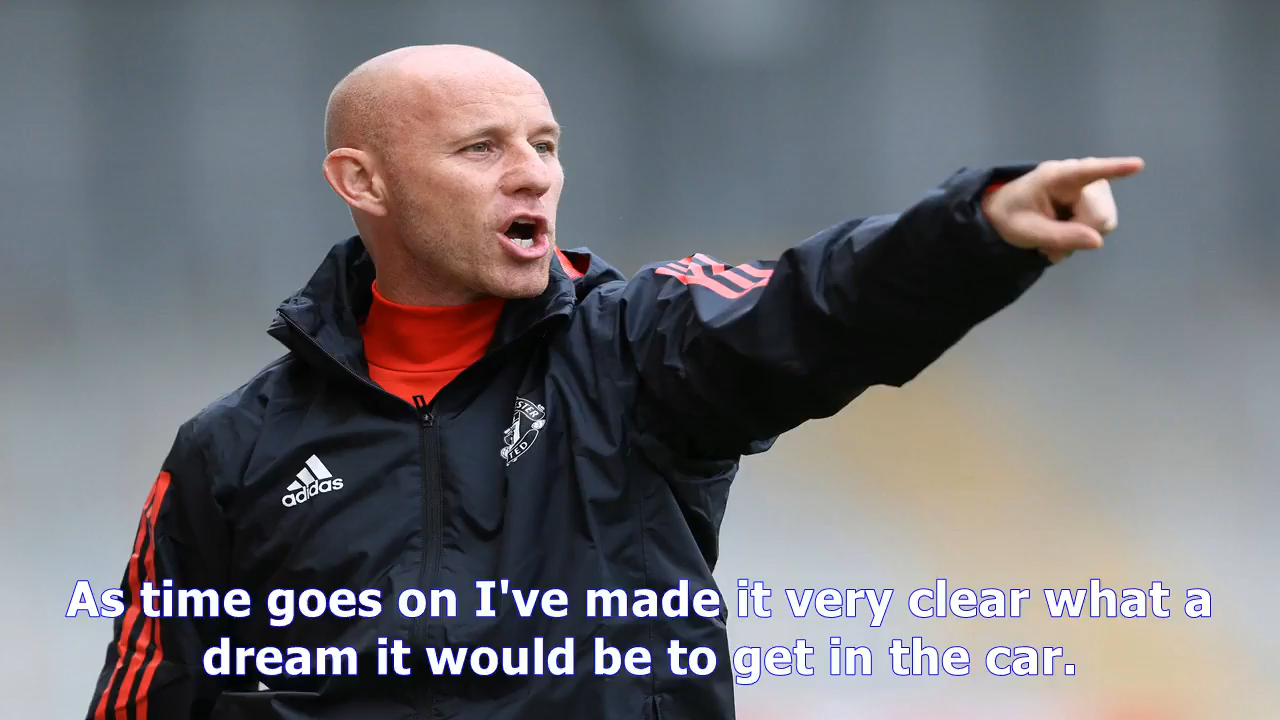 adidas
As time goes on I've made it very clear what a
dream it would be to get in the car.